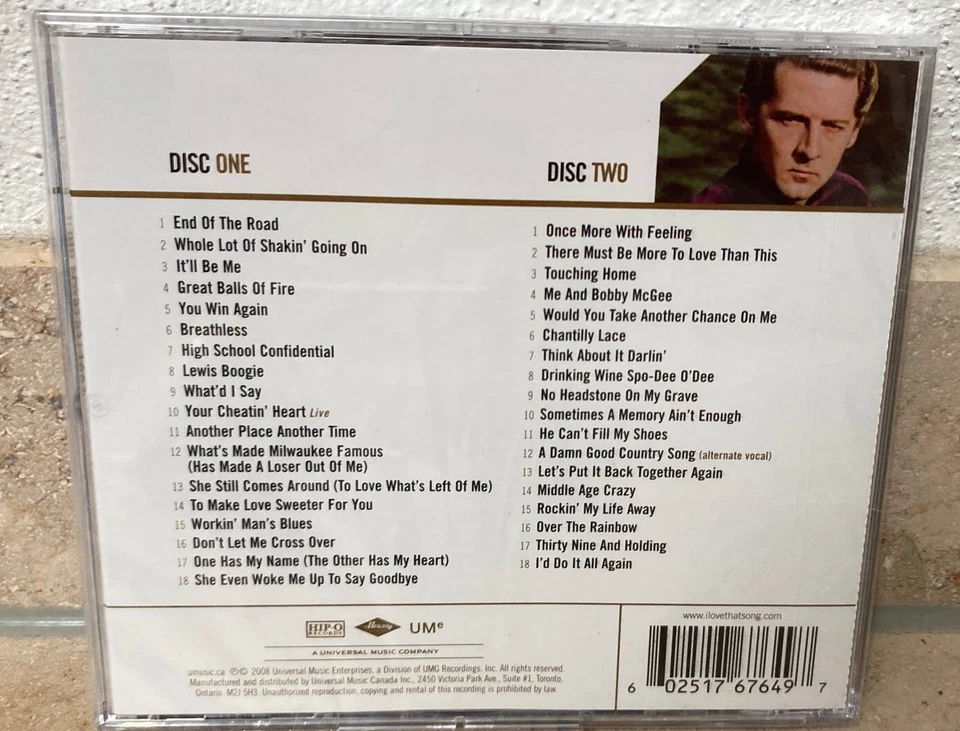 DISC ONE
1 End Of The Road
2 Whole Lot Of Shakin' Going On
3 It'll Be Me
4 Great Balls Of Fire
5 You Win Again
6 Breathless
7 High School Confidential
8 Lewis Boogie
9 What'd I Say
10 Your Cheatin' Heart Live
11 Another Place Another Time
12 What's Made Milwaukee Famous
(Has Made A Loser Out Of Me)
13 She Still Comes Around (To Love What's Left Of Me)
14 To Make Love Sweeter For You
15 Workin' Man's Blues
16 Don't Let Me Cross Over
17 One Has My Name (The Other Has My Heart)
18 She Even Woke Me Up To Say Goodbye
DISC TWO
1 Once More With Feeling
2 There Must Be More To Love Than This
3 Touching Home
4 Me And Bobby McGee
5 Would You Take Another Chance On Me
6 Chantilly Lace
7 Think About It Darlin'
8 Drinking Wine Spo-Dee O'Dee
9 No Headstone On My Grave
10 Sometimes A Memory Ain't Enough
11 He Can't Fill My Shoes
12 A Damn Good Country Song (alternate vocal)
13 Let's Put It Back Together Again
14 Middle Age Crazy
15 Rockin' My Life Away
16 Over The Rainbow
17 Thirty Nine And Holding
18 I'd Do It All Again
HIP-O
RECORDS
Mercury
UMe
A UNIVERSAL MUSIC COMPANY
umusic.ca ℗© 2008 Universal Music Enterprises, a Division of UMG Recordings, Inc. All rights reserved.
Manufactured and distributed by Universal Music Canada Inc., 2450 Victoria Park Ave., Suite #1, Toronto,
Ontario M2J 5H3. Unauthorized reproduction, copying and rental of this recording is prohibited by law.
www.ilovethatsong.com
6 02517 67649 7